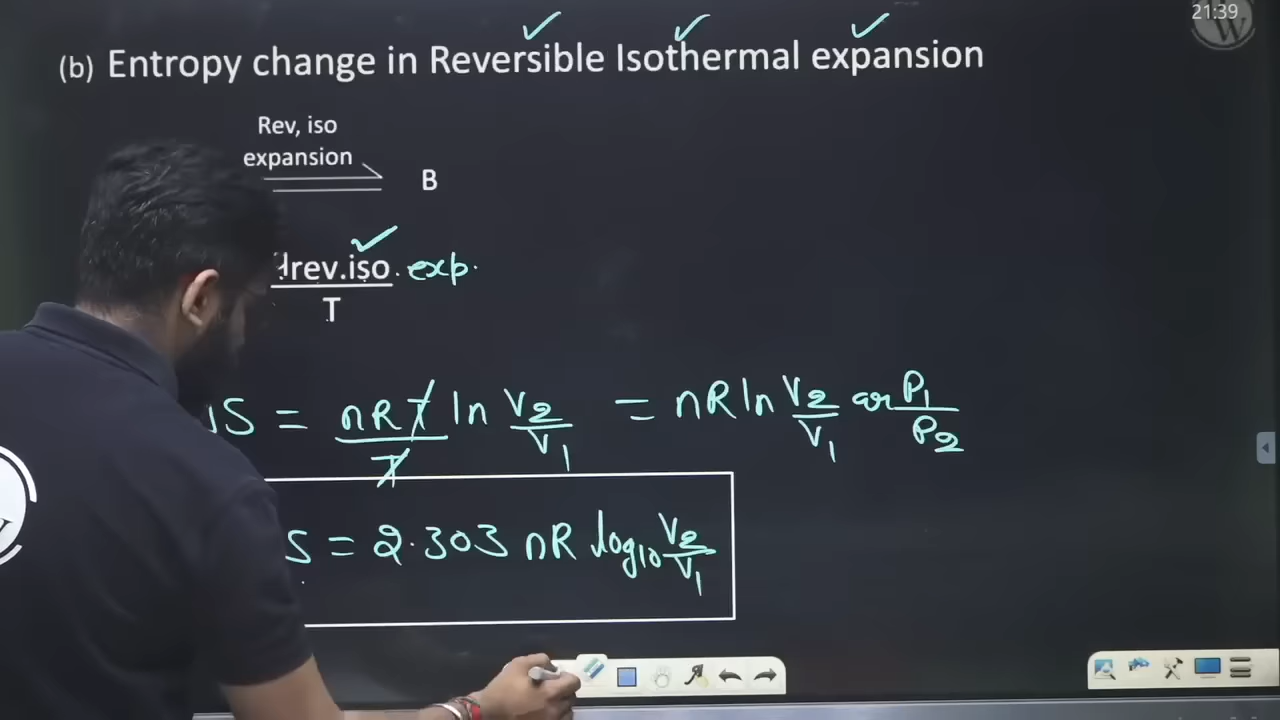 21:39
(b) Entropy change in Reversible Isothermal expansion
Rev, iso
expansion
B
rev.iso. exp.
T
S = nRT/T ln V2/V1 = nR ln V2/V1 or P1/P2
S = 2.303 nR log10 V2/V1